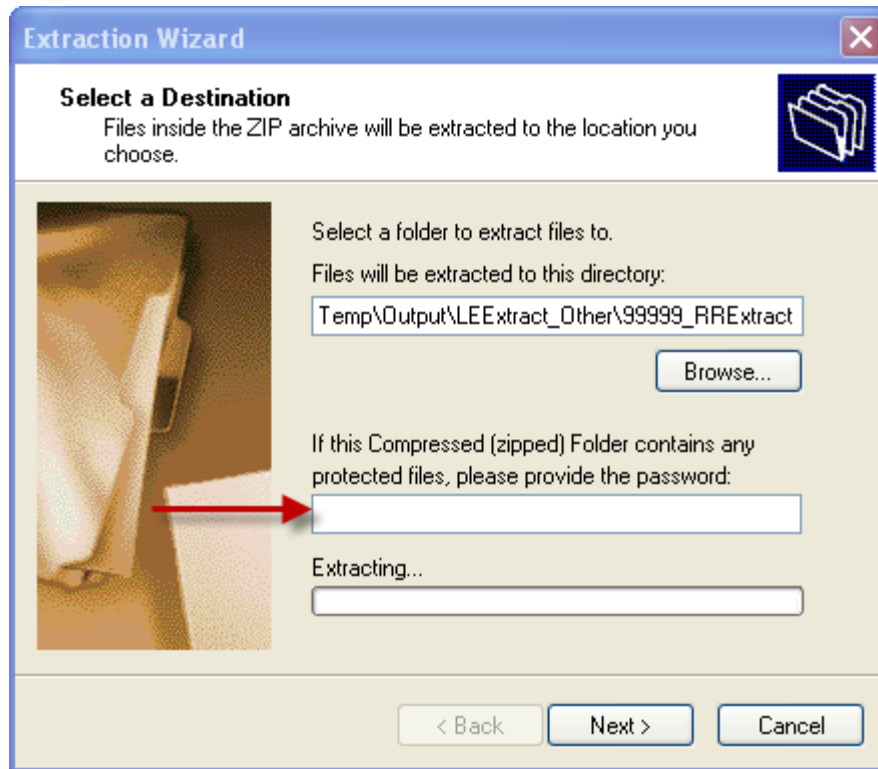 Extraction Wizard
Select a Destination
Files inside the ZIP archive will be extracted to the location you
choose.
Select a folder to extract files to.
Files will be extracted to this directory:
Temp\Output\LEExtract_Other\99999_RRExtract
Browse...
If this Compressed (zipped) Folder contains any
protected files, please provide the password:
Extracting...
< Back
Next >
Cancel